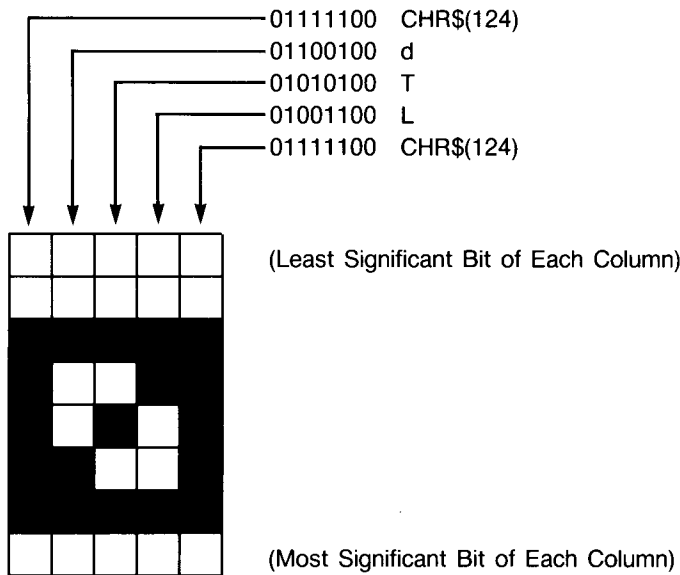 01111100 CHR$(124)
01100100 d
01010100 T
01001100 L
01111100 CHR$(124)
(Least Significant Bit of Each Column)
(Most Significant Bit of Each Column)